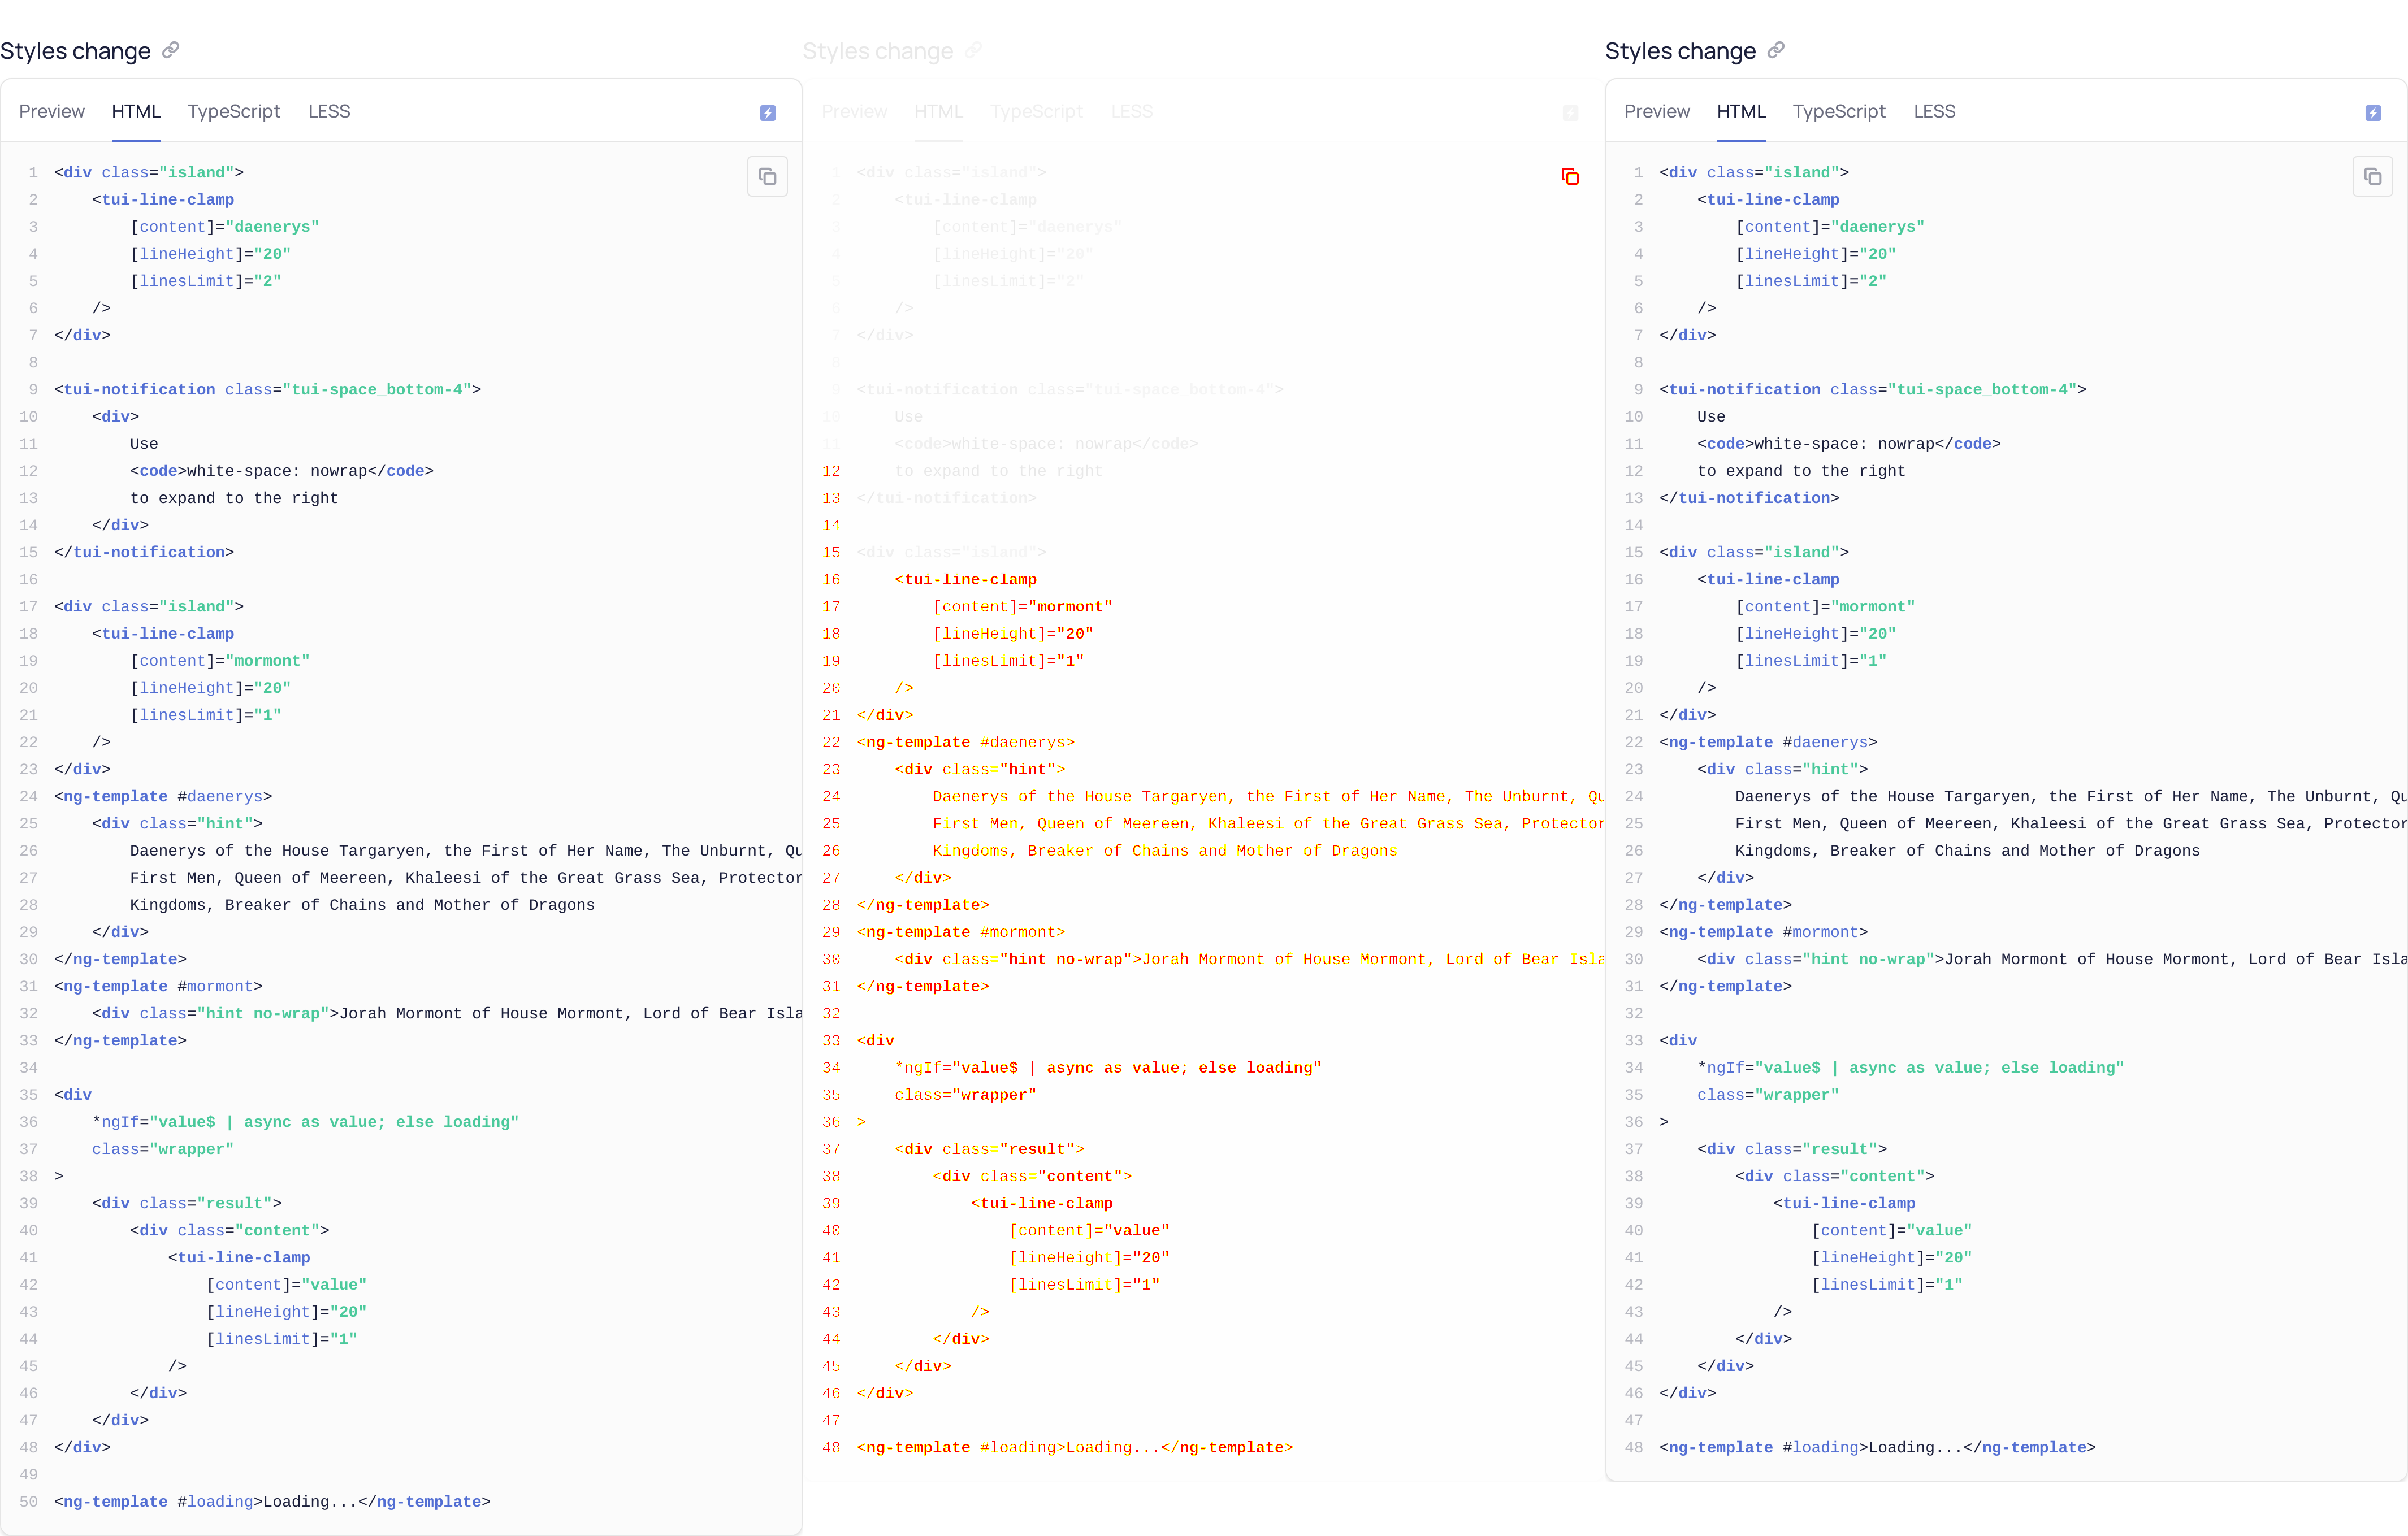 Styles change
Preview HTML TypeScript LESS
1 <div class="island">
2     <tui-line-clamp
3         [content]="daenerys"
4         [lineHeight]="20"
5         [linesLimit]="2"
6     />
7 </div>
8
9 <tui-notification class="tui-space_bottom-4">
10     <div>
11         Use
12         <code>white-space: nowrap</code>
13         to expand to the right
14     </div>
15 </tui-notification>
16
17 <div class="island">
18     <tui-line-clamp
19         [content]="mormont"
20         [lineHeight]="20"
21         [linesLimit]="1"
22     />
23 </div>
24 <ng-template #daenerys>
25     <div class="hint">
26         Daenerys of the House Targaryen, the First of Her Name, The Unburnt, Qu
27         First Men, Queen of Meereen, Khaleesi of the Great Grass Sea, Protector
28         Kingdoms, Breaker of Chains and Mother of Dragons
29     </div>
30 </ng-template>
31 <ng-template #mormont>
32     <div class="hint no-wrap">Jorah Mormont of House Mormont, Lord of Bear Isla
33 </ng-template>
34
35 <div
36     *ngIf="value$ | async as value; else loading"
37     class="wrapper"
38 >
39     <div class="result">
40         <div class="content">
41             <tui-line-clamp
42                 [content]="value"
43                 [lineHeight]="20"
44                 [linesLimit]="1"
45             />
46         </div>
47     </div>
48 </div>
49
50 <ng-template #loading>Loading...</ng-template>
Styles change
Preview HTML TypeScript LESS
1 <div class="island">
2     <tui-line-clamp
3         [content]="daenerys"
4         [lineHeight]="20"
5         [linesLimit]="2"
6     />
7 </div>
8
9 <tui-notification class="tui-space_bottom-4">
10     Use
11     <code>white-space: nowrap</code>
12     to expand to the right
13 </tui-notification>
14
15 <div class="island">
16     <tui-line-clamp
17         [content]="mormont"
18         [lineHeight]="20"
19         [linesLimit]="1"
20     />
21 </div>
22 <ng-template #daenerys>
23     <div class="hint">
24         Daenerys of the House Targaryen, the First of Her Name, The Unburnt, Qu
25         First Men, Queen of Meereen, Khaleesi of the Great Grass Sea, Protector
26         Kingdoms, Breaker of Chains and Mother of Dragons
27     </div>
28 </ng-template>
29 <ng-template #mormont>
30     <div class="hint no-wrap">Jorah Mormont of House Mormont, Lord of Bear Isla
31 </ng-template>
32
33 <div
34     *ngIf="value$ | async as value; else loading"
35     class="wrapper"
36 >
37     <div class="result">
38         <div class="content">
39             <tui-line-clamp
40                 [content]="value"
41                 [lineHeight]="20"
42                 [linesLimit]="1"
43             />
44         </div>
45     </div>
46 </div>
47
48 <ng-template #loading>Loading...</ng-template>
Styles change
Preview HTML TypeScript LESS
1 <div class="island">
2     <tui-line-clamp
3         [content]="daenerys"
4         [lineHeight]="20"
5         [linesLimit]="2"
6     />
7 </div>
8
9 <tui-notification class="tui-space_bottom-4">
10     Use
11     <code>white-space: nowrap</code>
12     to expand to the right
13 </tui-notification>
14
15 <div class="island">
16     <tui-line-clamp
17         [content]="mormont"
18         [lineHeight]="20"
19         [linesLimit]="1"
20     />
21 </div>
22 <ng-template #daenerys>
23     <div class="hint">
24         Daenerys of the House Targaryen, the First of Her Name, The Unburnt, Qu
25         First Men, Queen of Meereen, Khaleesi of the Great Grass Sea, Protector
26         Kingdoms, Breaker of Chains and Mother of Dragons
27     </div>
28 </ng-template>
29 <ng-template #mormont>
30     <div class="hint no-wrap">Jorah Mormont of House Mormont, Lord of Bear Isla
31 </ng-template>
32
33 <div
34     *ngIf="value$ | async as value; else loading"
35     class="wrapper"
36 >
37     <div class="result">
38         <div class="content">
39             <tui-line-clamp
40                 [content]="value"
41                 [lineHeight]="20"
42                 [linesLimit]="1"
43             />
44         </div>
45     </div>
46 </div>
47
48 <ng-template #loading>Loading...</ng-template>